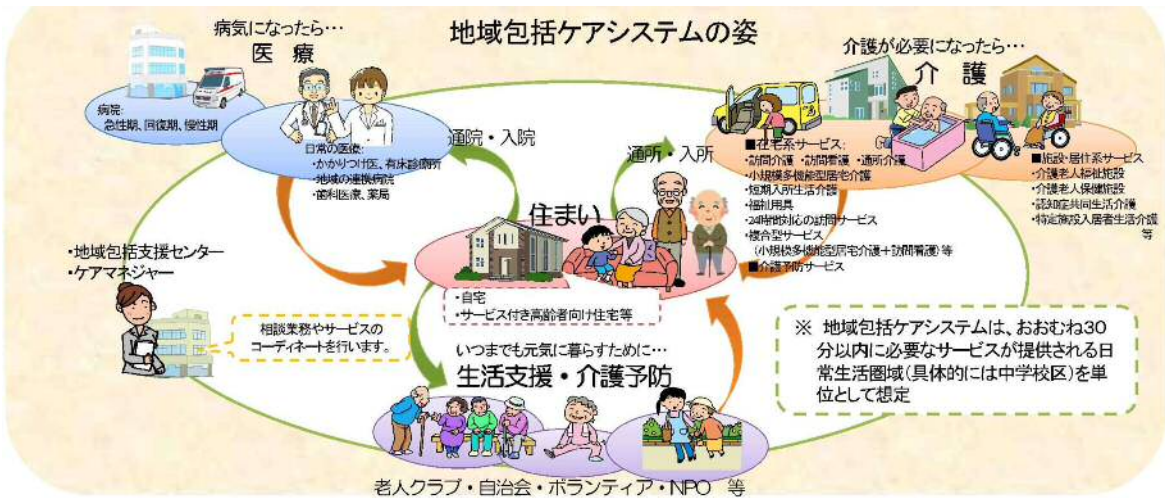 地域包括ケアシステムの姿
病気になったら…
医 療
病院:
急性期、回復期、慢性期
日常の医療:
・かかりつけ医、有床診療所
・地域の連携病院
・歯科医療、薬局
通院・入院
通所・入所
介護が必要になったら…
介 護
■在宅系サービス:
・訪問介護・訪問看護・通所介護
・小規模多機能型居宅介護
・短期入所生活介護
・福祉用具
・24時間対応の訪問サービス
・複合型サービス
(小規模多機能型居宅介護+訪問看護)等
■介護予防サービス
■施設・居住系サービス
・介護老人福祉施設
・介護老人保健施設
・認知症共同生活介護
・特定施設入居者生活介護
等
住まい
・自宅
・サービス付き高齢者向け住宅等
・地域包括支援センター
・ケアマネジャー
相談業務やサービスの
コーディネートを行います。
いつまでも元気に暮らすために…
生活支援・介護予防
老人クラブ・自治会・ボランティア・NPO 等
※ 地域包括ケアシステムは、おおむね30
分以内に必要なサービスが提供される日
常生活圏域(具体的には中学校区)を単
位として想定